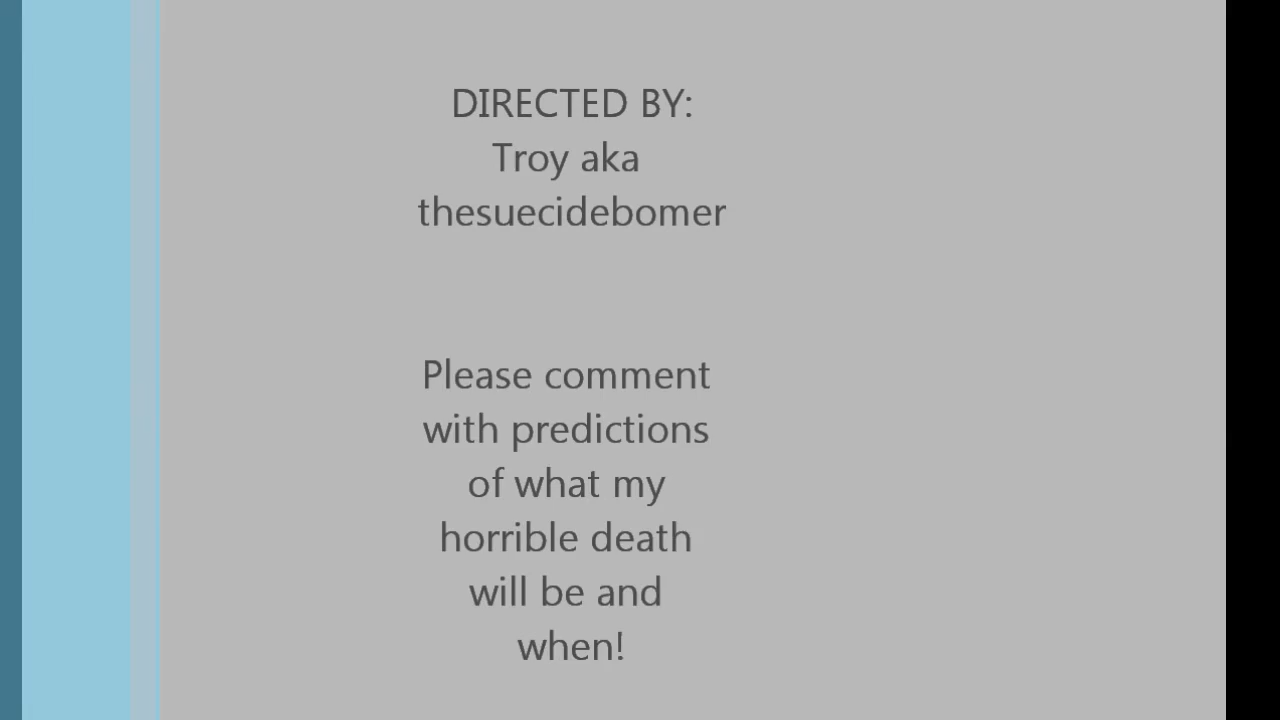 DIRECTED BY:
Troy aka
thesuecidebomer
Please comment
with predictions
of what my
horrible death
will be and
when!